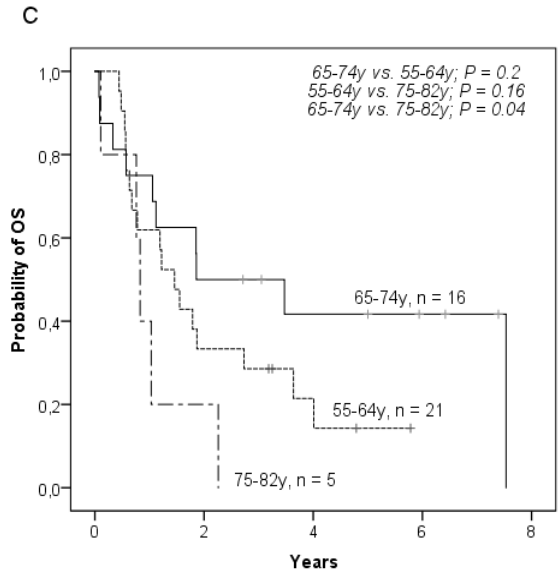 C
65-74y vs. 55-64y; P = 0.2
55-64y vs. 75-82y; P = 0.16
65-74y vs. 75-82y; P = 0.04
1,0
0,8
0,6
0,4
0,2
0,0
Probability of OS
65-74y, n = 16
55-64y, n = 21
75-82y, n = 5
0 2 4 6 8
Years